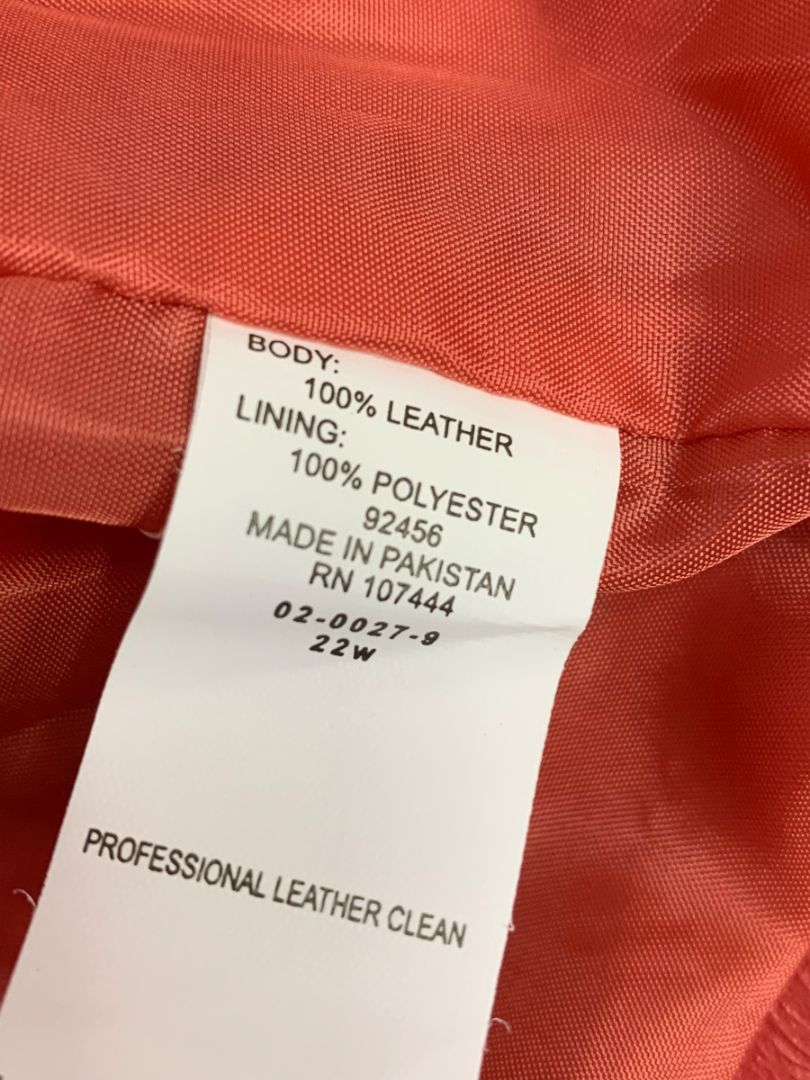 BODY:
100% LEATHER
LINING:
100% POLYESTER
92456
MADE IN PAKISTAN
RN 107444
02-0027-9
22W
PROFESSIONAL LEATHER CLEAN